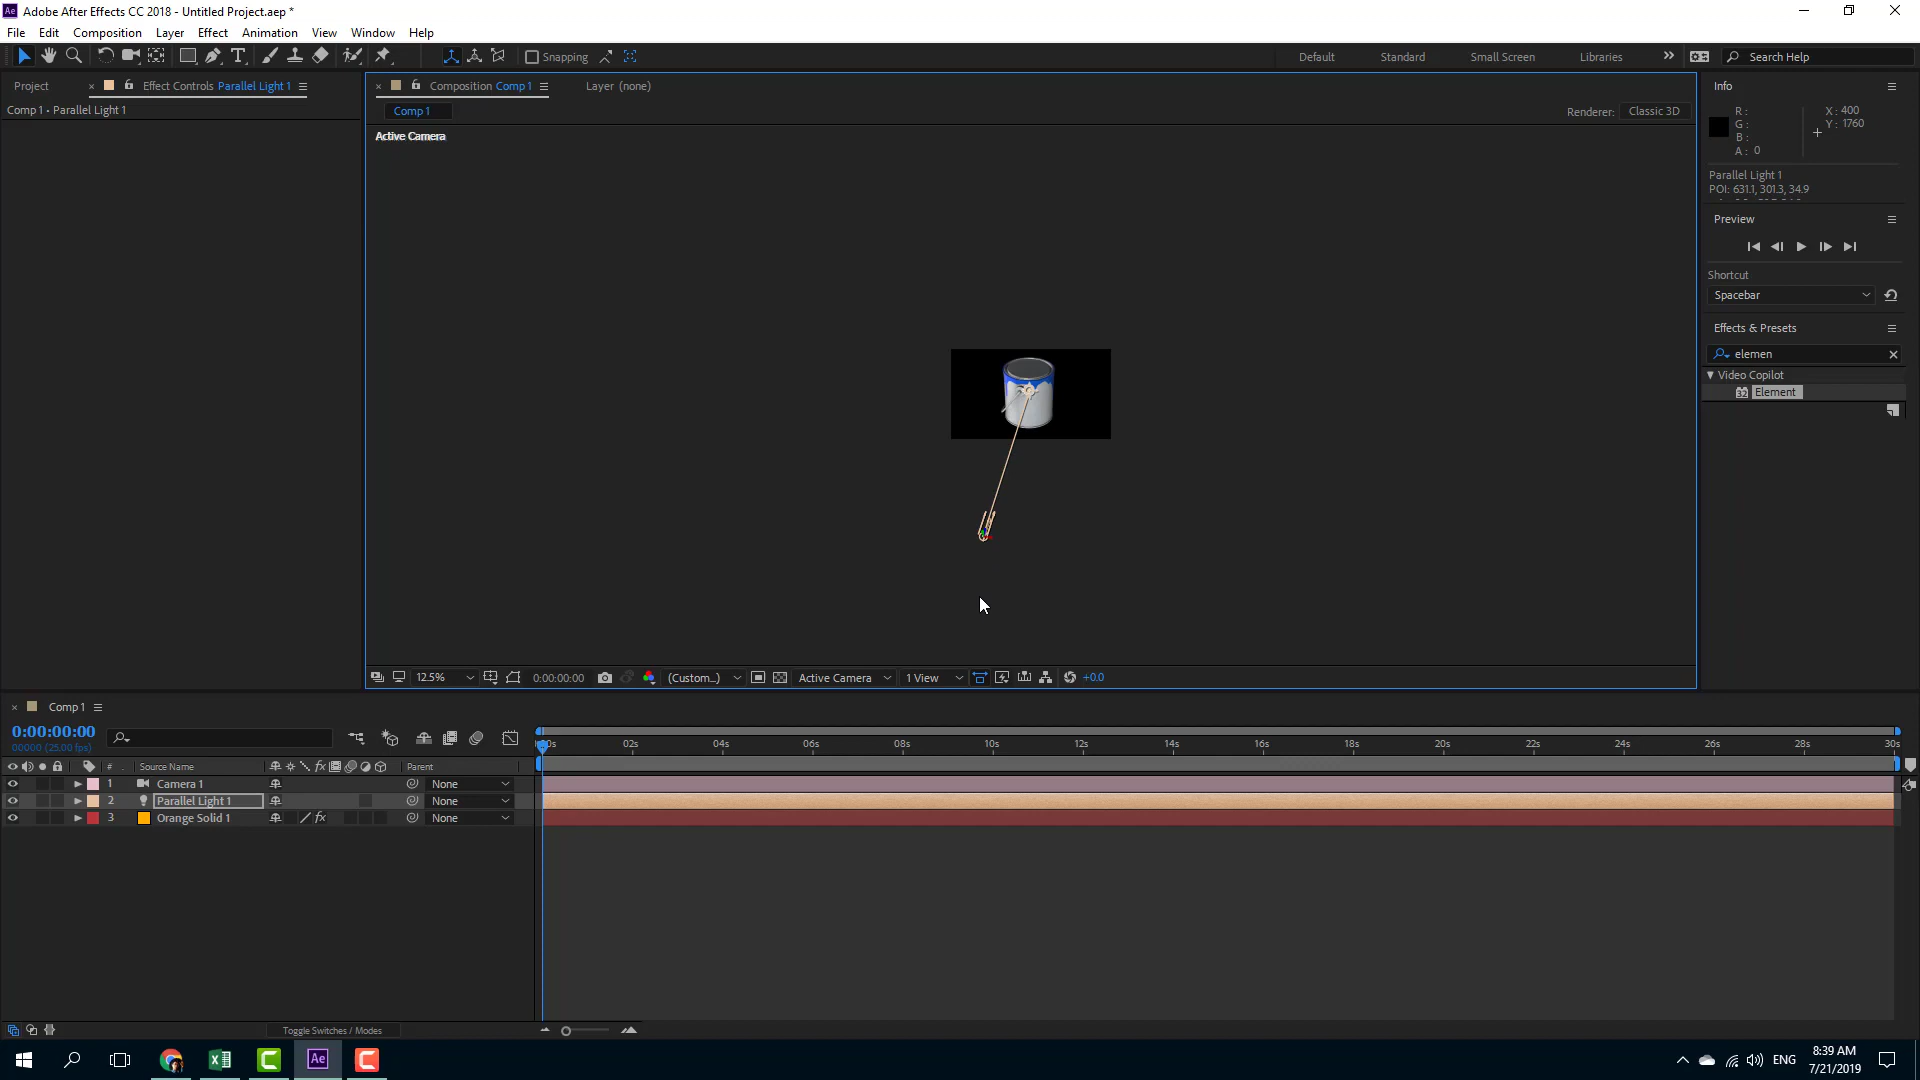 Adobe After Effects CC 2018 - Untitled Project.aep *
File Edit Composition Layer Effect Animation View Window Help
Snapping
Default Standard Small Screen Libraries
Search Help
Project
Effect Controls Parallel Light 1
Comp 1 • Parallel Light 1
Composition Comp 1
Layer (none)
Comp 1
Renderer: Classic 3D
Active Camera
Info
R :
G :
B :
A : 0
X : 400
Y : 1760
Parallel Light 1
POI: 631.1, 301.3, 34.9
Preview
Shortcut
Spacebar
Effects & Presets
elemen
Video Copilot
32 Element
12.5% 0:00:00:00 (Custom...) Active Camera 1 View +0.0
Comp 1
0:00:00:00
00000 (25.00 fps)
:00s 02s 04s 06s 08s 10s 12s 14s 16s 18s 20s 22s 24s 26s 28s 30s
# Source Name fx Parent
1 Camera 1 None
2 Parallel Light 1 None
3 Orange Solid 1 fx None
Toggle Switches / Modes
Ae
ENG
8:39 AM
7/21/2019